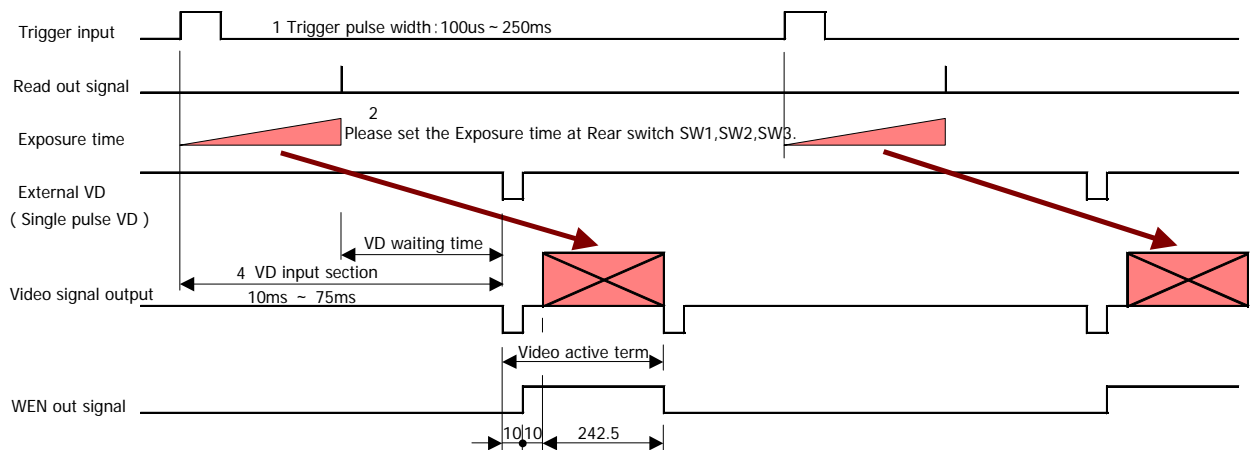 Trigger input
1 Trigger pulse width : 100us ~ 250ms
Read out signal
2
Exposure time
Please set the Exposure time at Rear switch SW1,SW2,SW3.
External VD
( Single pulse VD )
VD waiting time
4 VD input section
10ms ~ 75ms
Video signal output
Video active term
WEN out signal
10 10 242.5